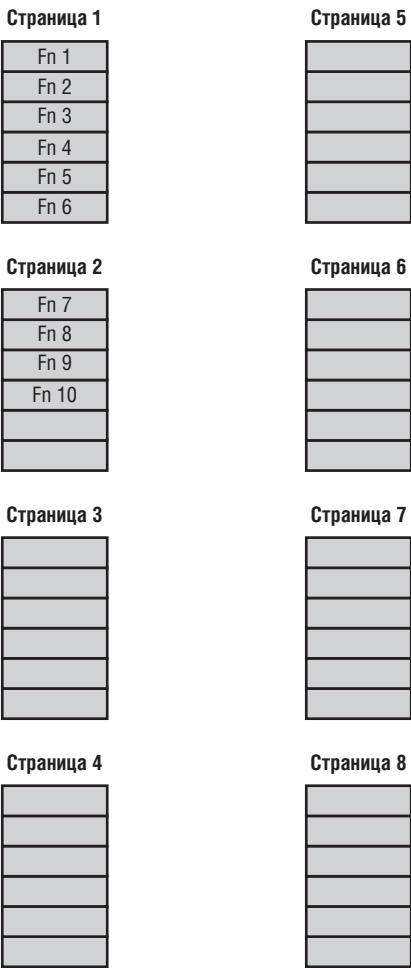 Страница 1
Fn 1
Fn 2
Fn 3
Fn 4
Fn 5
Fn 6
Страница 2
Fn 7
Fn 8
Fn 9
Fn 10
Страница 3
Страница 4
Страница 5
Страница 6
Страница 7
Страница 8